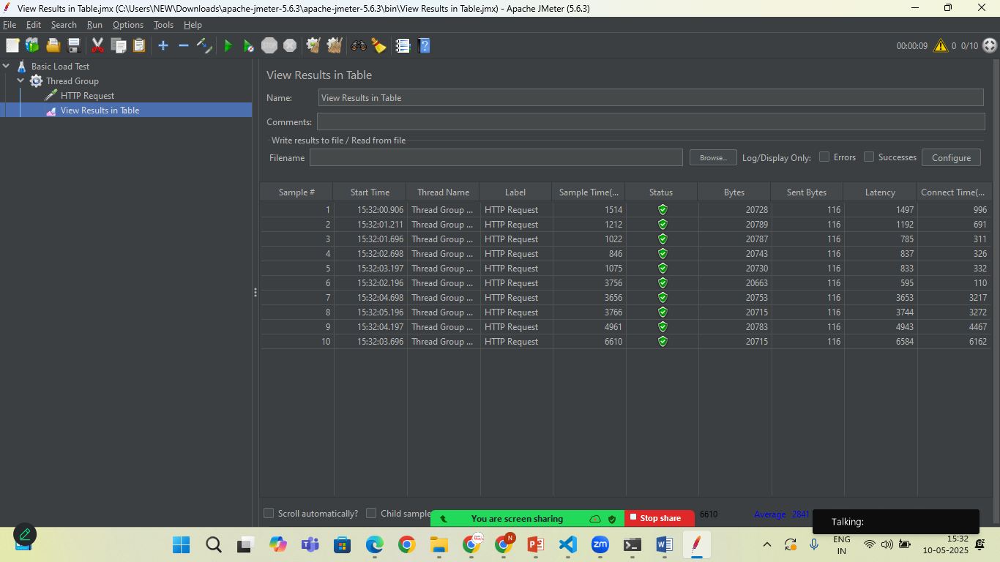 View Results in Table.jmx (C:\Users\NEW\Downloads\apache-jmeter-5.6.3\apache-jmeter-5.6.3\bin\View Results in Table.jmx) - Apache JMeter (5.6.3)
File Edit Search Run Options Tools Help
00:00:09 0 0/10
Basic Load Test
Thread Group
HTTP Request
View Results in Table
View Results in Table
Name: View Results in Table
Comments:
Write results to file / Read from file
Filename Browse... Log/Display Only: Errors Successes Configure
Sample # Start Time Thread Name Label Sample Time(... Status Bytes Sent Bytes Latency Connect Time(...
1 15:32:00.906 Thread Group ... HTTP Request 1514 20728 116 1497 996
2 15:32:01.211 Thread Group ... HTTP Request 1212 20789 116 1192 691
3 15:32:01.696 Thread Group ... HTTP Request 1022 20787 116 785 311
4 15:32:02.698 Thread Group ... HTTP Request 846 20743 116 837 326
5 15:32:03.197 Thread Group ... HTTP Request 1075 20730 116 833 332
6 15:32:02.196 Thread Group ... HTTP Request 3756 20663 116 595 110
7 15:32:04.698 Thread Group ... HTTP Request 3656 20753 116 3653 3217
8 15:32:05.196 Thread Group ... HTTP Request 3766 20715 116 3744 3272
9 15:32:04.197 Thread Group ... HTTP Request 4961 20783 116 4943 4467
10 15:32:03.696 Thread Group ... HTTP Request 6610 20715 116 6584 6162
Scroll automatically? Child sample 6610 Average 2841
You are screen sharing Stop share
Talking:
ENG
IN
15:32
10-05-2025